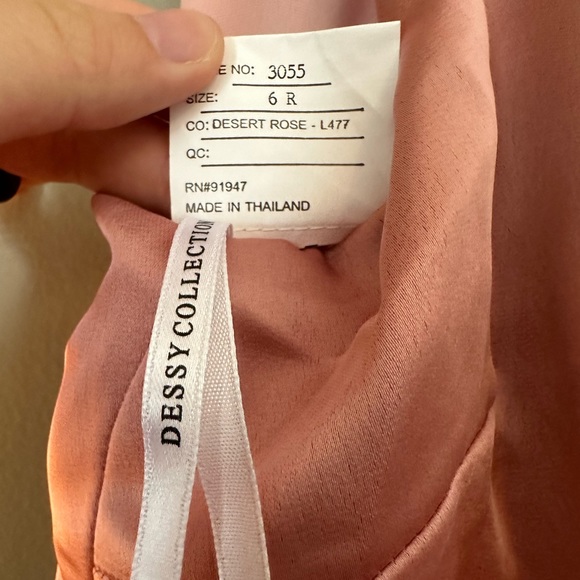 E NO: 3055
SIZE: 6 R
CO: DESERT ROSE - L477
QC:
RN#91947
MADE IN THAILAND
DESSY COLLECTION